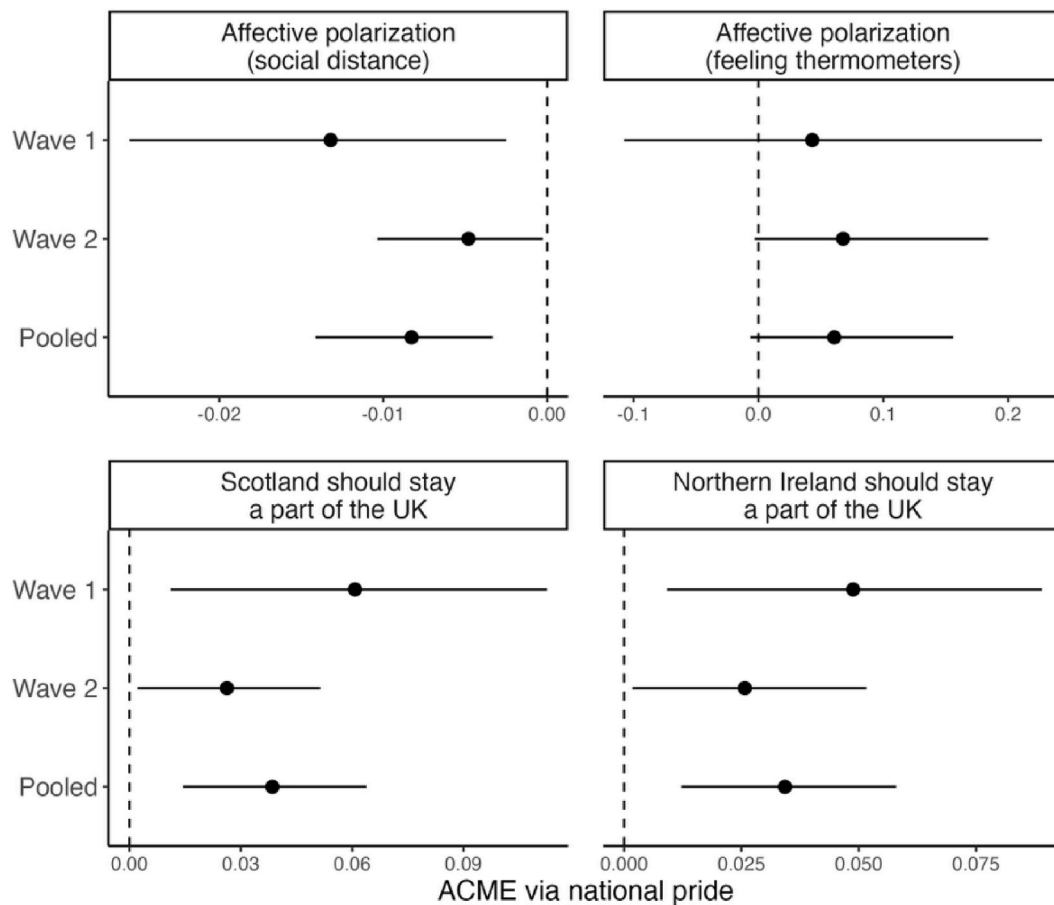 Affective polarization
(social distance)
Affective polarization
(feeling thermometers)
Wave 1
Wave 2
Pooled
-0.02
-0.01
0.00
-0.1
0.0
0.1
0.2
Scotland should stay
a part of the UK
Northern Ireland should stay
a part of the UK
Wave 1
Wave 2
Pooled
0.00
0.03
0.06
0.09
0.000
0.025
0.050
0.075
ACME via national pride